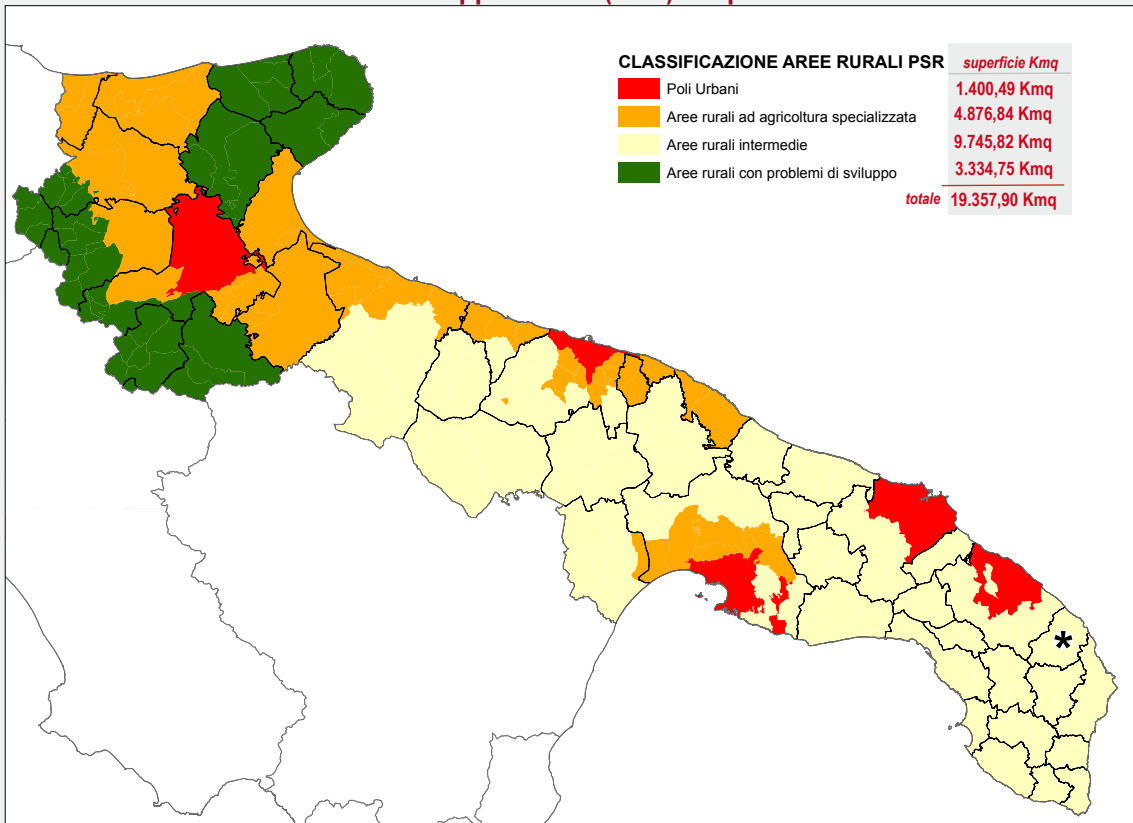 CLASSIFICAZIONE AREE RURALI PSR superficie Kmq
Poli Urbani 1.400,49 Kmq
Aree rurali ad agricoltura specializzata 4.876,84 Kmq
Aree rurali intermedie 9.745,82 Kmq
Aree rurali con problemi di sviluppo 3.334,75 Kmq
totale 19.357,90 Kmq
*